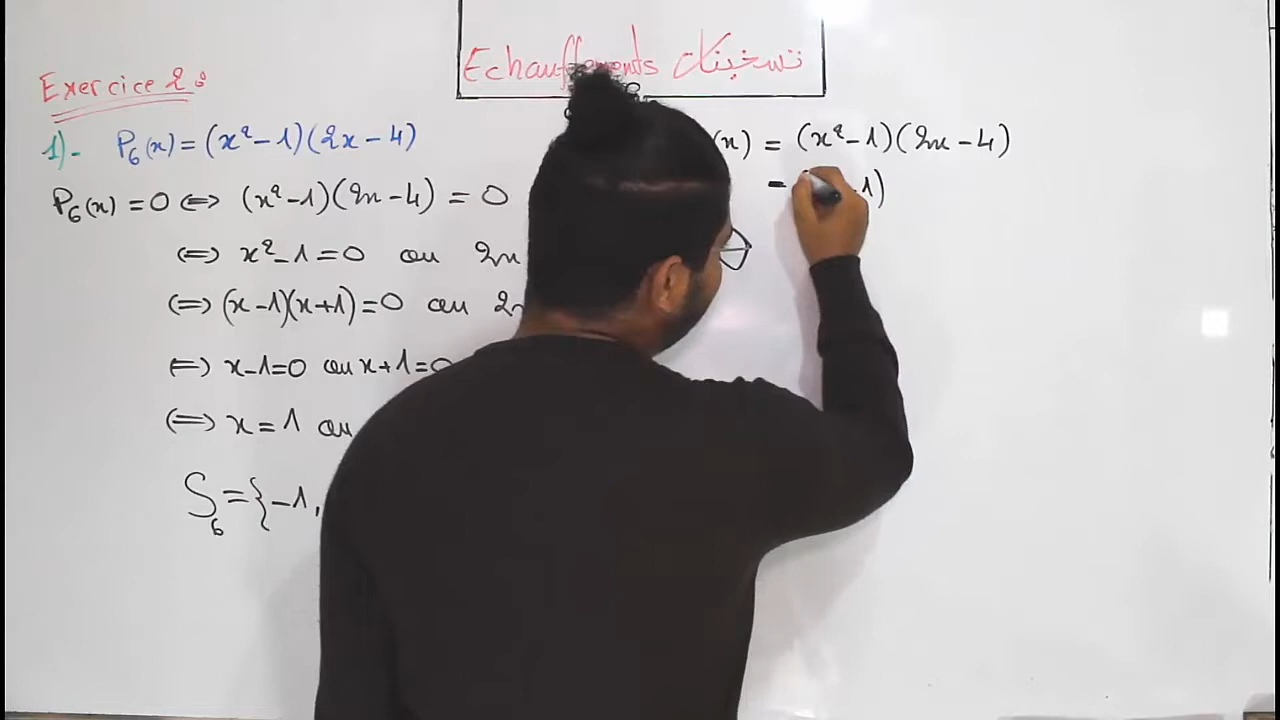 Echauffements تسخينات
Exercice 2:
1)- P₆(x) = (x²-1)(2x-4)
P₆(x) = 0 ⟺ (x²-1)(2x-4) = 0
⟺ x²-1=0 ou 2x
⟺ (x-1)(x+1)=0 ou 2x
⟺ x-1=0 ou x+1=0
⟺ x=1 ou
S₆={-1,
(x) = (x²-1)(2x-4)
= 1)